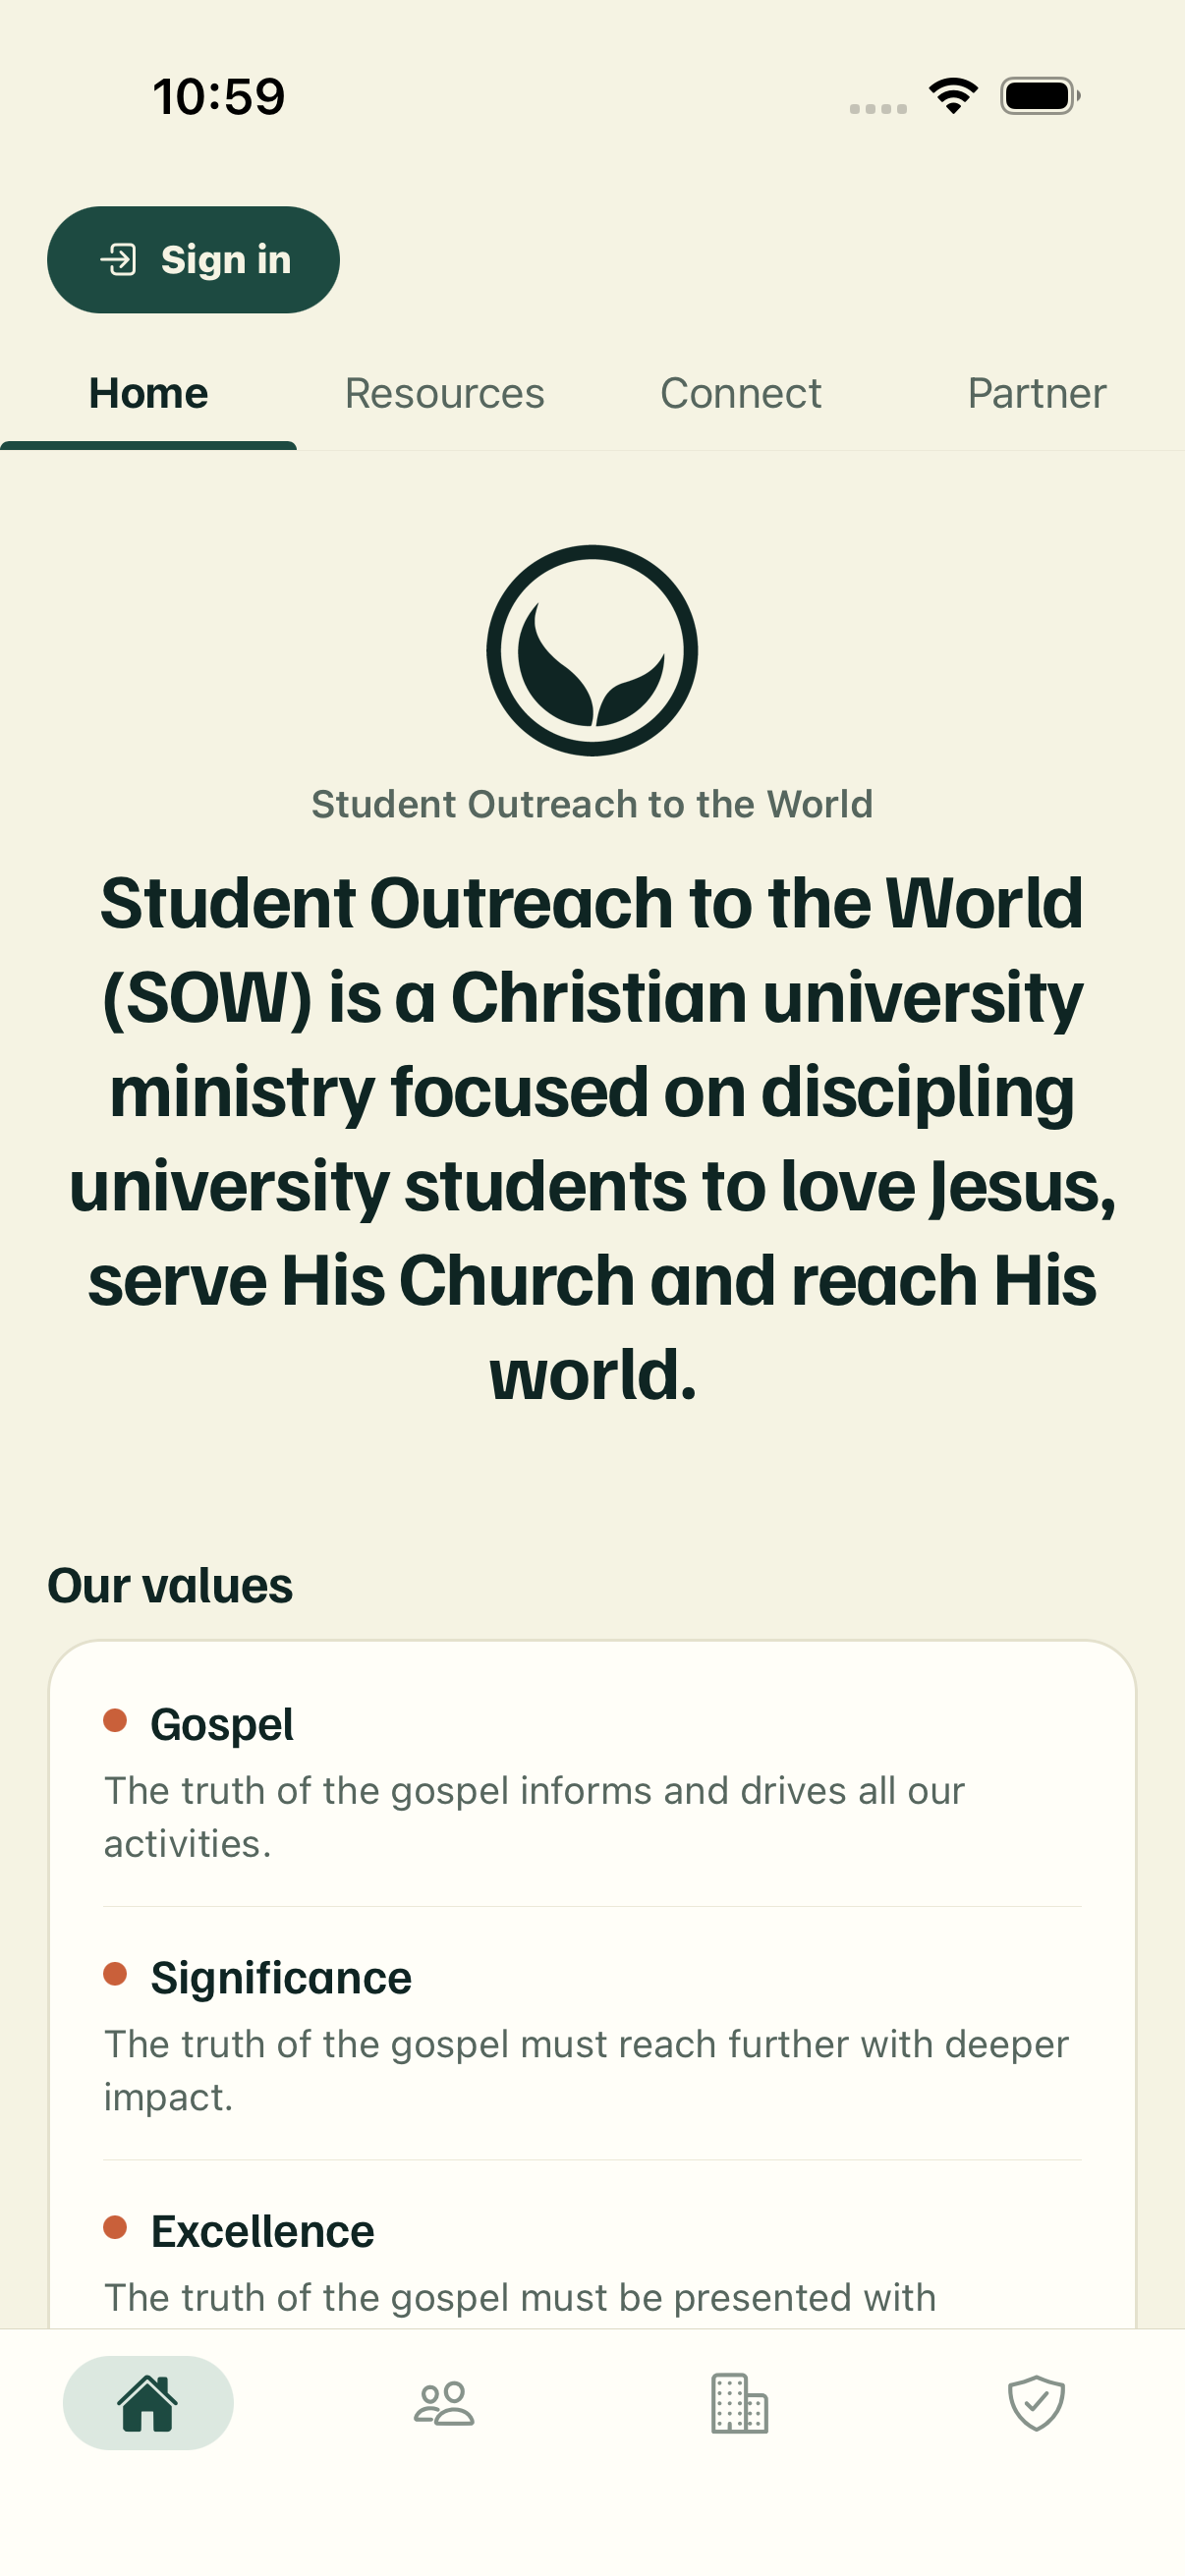 10:59
Sign in
Home
Resources
Connect
Partner
Student Outreach to the World
Student Outreach to the World
(SOW) is a Christian university
ministry focused on discipling
university students to love Jesus,
serve His Church and reach His
world.
Our values
Gospel
The truth of the gospel informs and drives all our
activities.
Significance
The truth of the gospel must reach further with deeper
impact.
Excellence
The truth of the gospel must be presented with